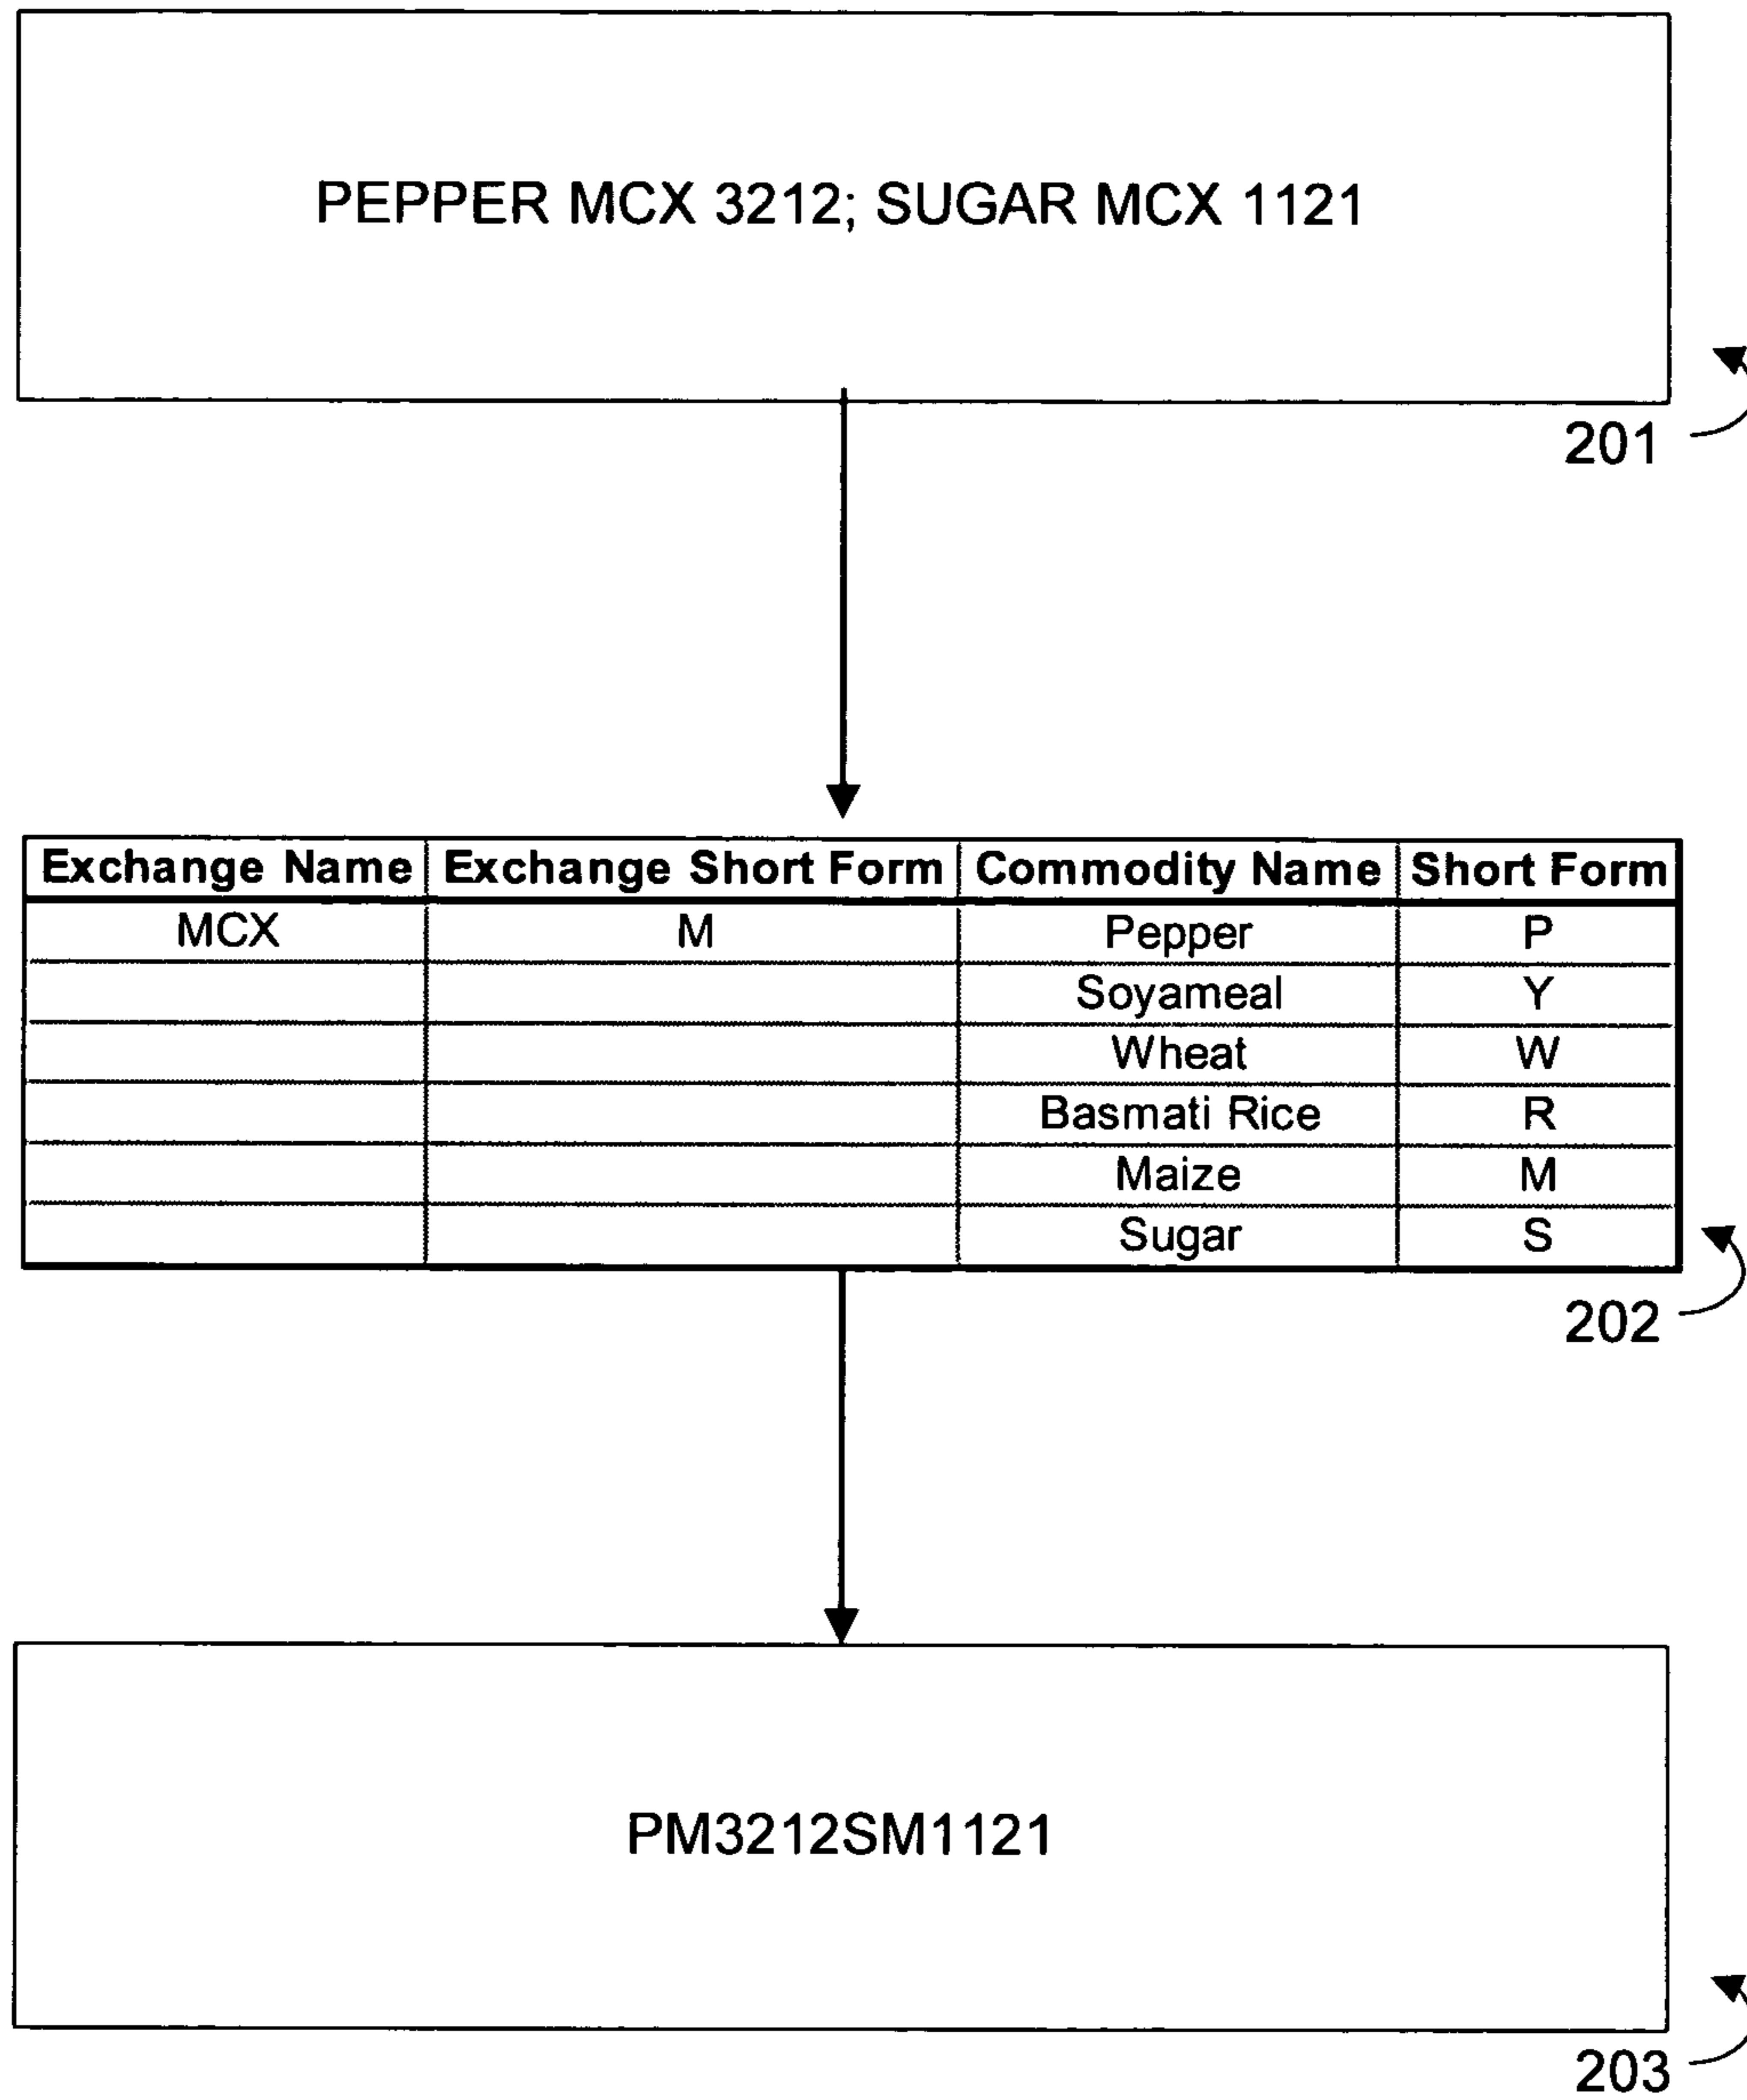 PEPPER MCX 3212; SUGAR MCX 1121
201
Exchange Name Exchange Short Form Commodity Name Short Form
MCX M Pepper P
Soyameal Y
Wheat W
Basmati Rice R
Maize M
Sugar S
202
PM3212SM1121
203